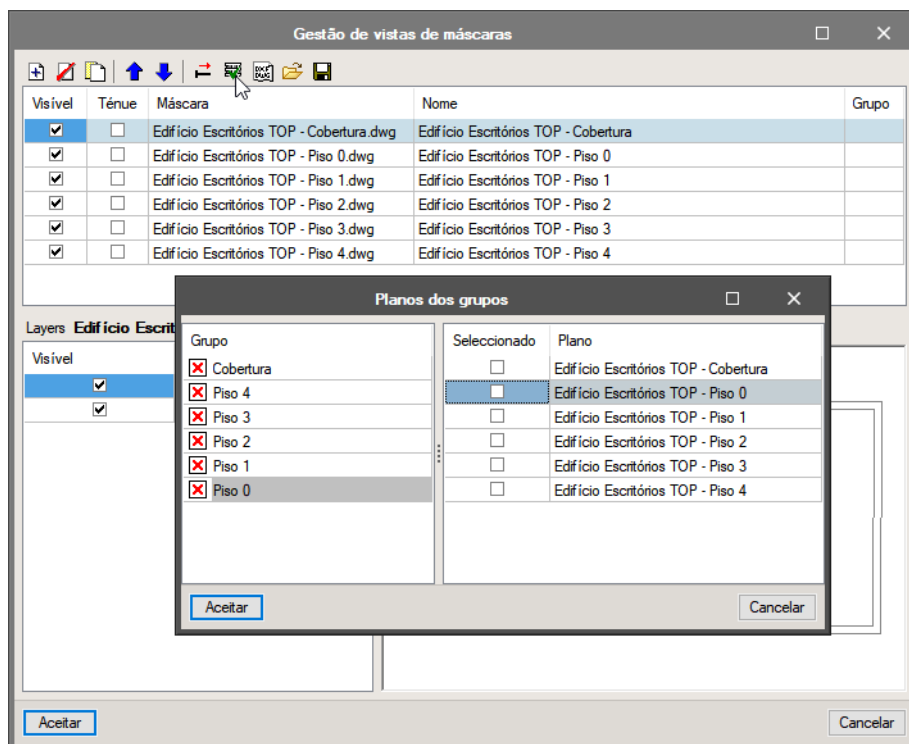 Gestão de vistas de máscaras
DXF DWG
Visível Ténue Máscara Nome Grupo
Edifício Escritórios TOP - Cobertura.dwg Edifício Escritórios TOP - Cobertura
Edifício Escritórios TOP - Piso 0.dwg Edifício Escritórios TOP - Piso 0
Edifício Escritórios TOP - Piso 1.dwg Edifício Escritórios TOP - Piso 1
Edifício Escritórios TOP - Piso 2.dwg Edifício Escritórios TOP - Piso 2
Edifício Escritórios TOP - Piso 3.dwg Edifício Escritórios TOP - Piso 3
Edifício Escritórios TOP - Piso 4.dwg Edifício Escritórios TOP - Piso 4
Layers Edifício Escrit
Visível
Planos dos grupos
Grupo Seleccionado Plano
Cobertura Edifício Escritórios TOP - Cobertura
Piso 4 Edifício Escritórios TOP - Piso 0
Piso 3 Edifício Escritórios TOP - Piso 1
Piso 2 Edifício Escritórios TOP - Piso 2
Piso 1 Edifício Escritórios TOP - Piso 3
Piso 0 Edifício Escritórios TOP - Piso 4
Aceitar Cancelar
Aceitar Cancelar